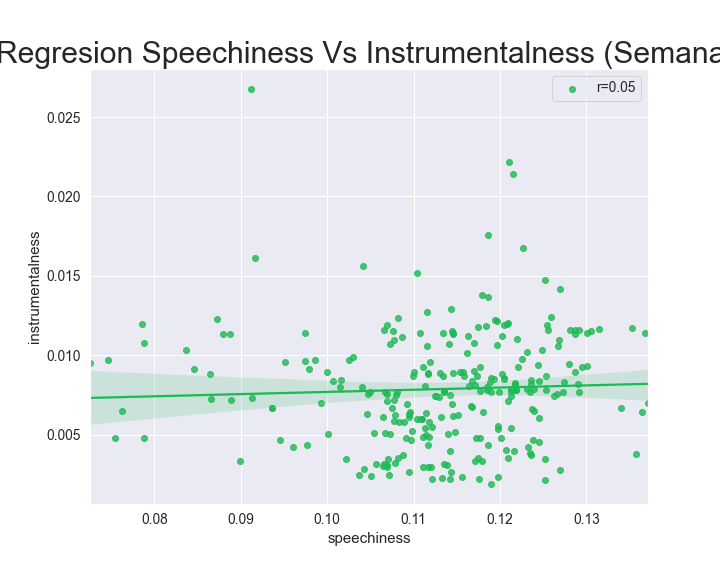 Regresion Speechiness Vs Instrumentalness (Semana
r=0.05
instrumentalness
0.025
0.020
0.015
0.010
0.005
0.08 0.09 0.10 0.11 0.12 0.13
speechiness